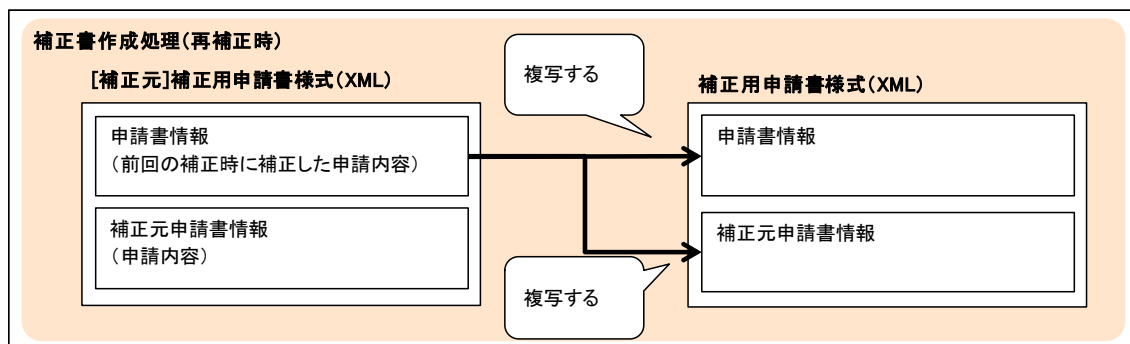 補正書作成処理(再補正時)
[補正元]補正用申請書様式(XML)
申請書情報
(前回の補正時に補正した申請内容)
補正元申請書情報
(申請内容)
複写する
複写する
補正用申請書様式(XML)
申請書情報
補正元申請書情報